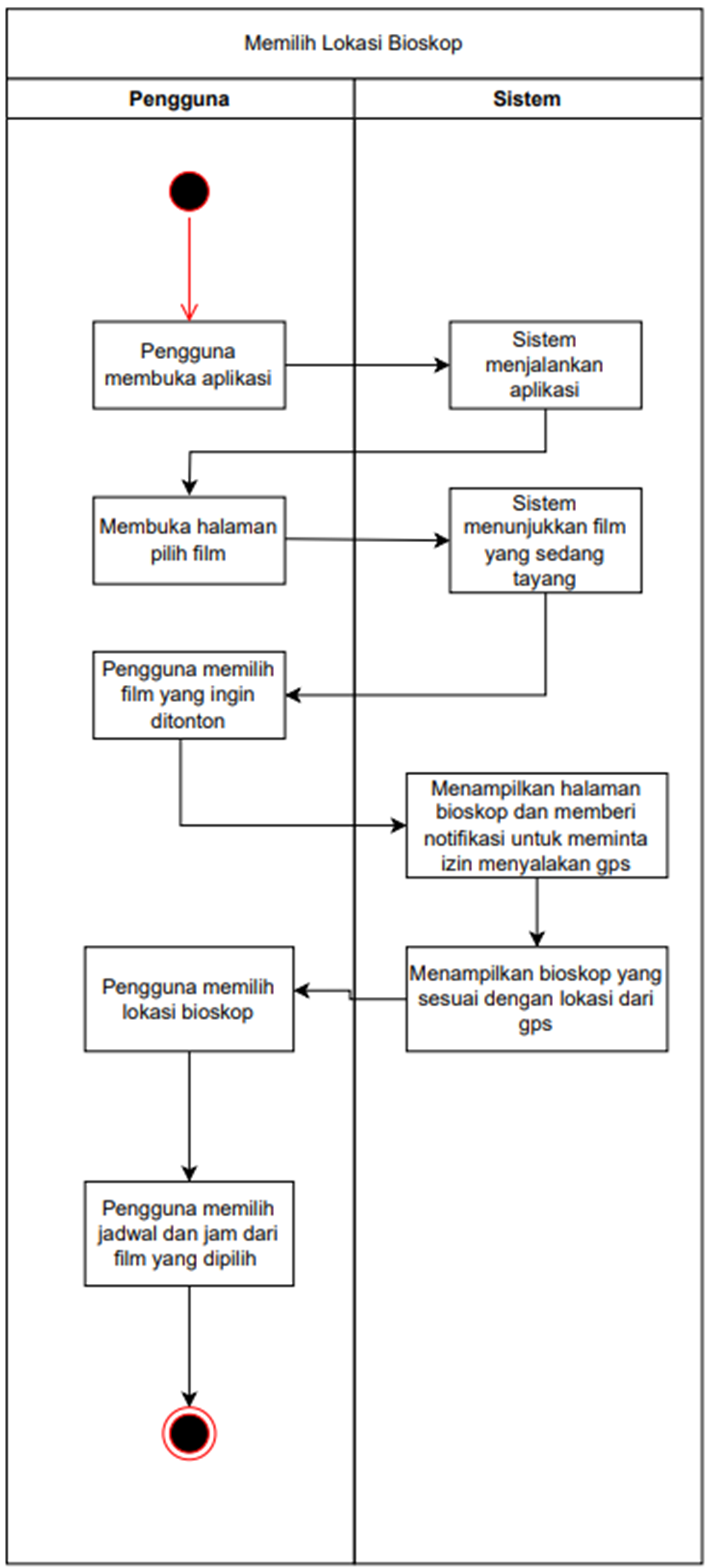 Memilih Lokasi Bioskop
Pengguna
Sistem
Pengguna
membuka aplikasi
Sistem
menjalankan
aplikasi
Membuka halaman
pilih film
Sistem
menunjukkan film
yang sedang
tayang
Pengguna memilih
film yang ingin
ditonton
Menampilkan halaman
bioskop dan memberi
notifikasi untuk meminta
izin menyalakan gps
Menampilkan bioskop yang
sesuai dengan lokasi dari
gps
Pengguna memilih
lokasi bioskop
Pengguna memilih
jadwal dan jam dari
film yang dipilih